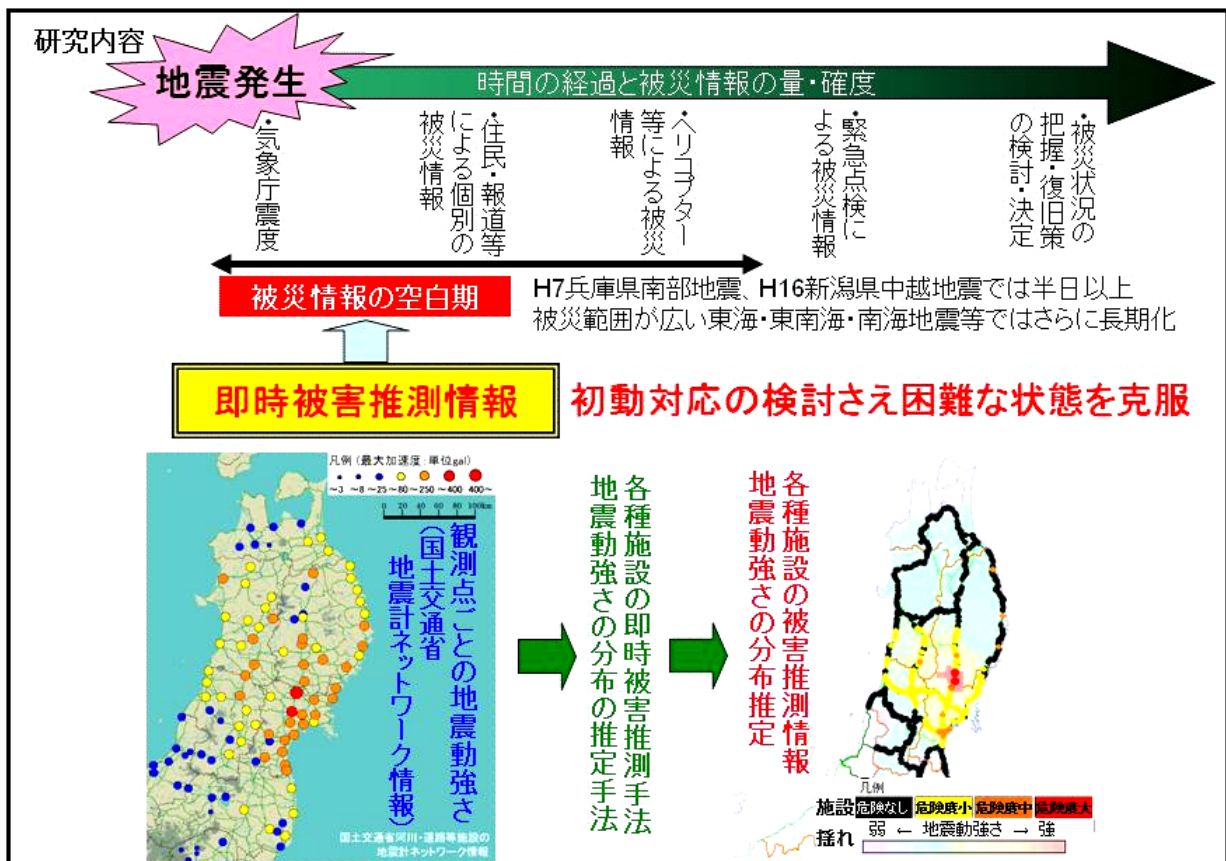 研究内容
地震発生
時間の経過と被災情報の量・確度
・気象庁震度
・住民・報道等
による個別の
被災情報
・ヘリコプター
等による被災
情報
・緊急点検に
よる被災情報
・被災状況の
把握・復旧策
の検討・決定
被災情報の空白期
H7兵庫県南部地震、H16新潟県中越地震では半日以上
被災範囲が広い東海・東南海・南海地震等ではさらに長期化
即時被害推測情報
初動対応の検討さえ困難な状態を克服
凡例（最大加速度：単位gal）
～3 ～8 ～25 ～80 ～250 ～400 400～
0 20 40 60 80 100km
観測点ごとの地震動強さ
（国土交通省
地震計ネットワーク情報）
国土交通省河川・道路等施設の
地震計ネットワーク情報
各種施設の即時被害推測手法
地震動強さの分布の推定手法
各種施設の被害推測情報
地震動強さの分布推定
凡例
施設 危険なし 危険度小 危険度中 危険度大
揺れ 弱 ← 地震動強さ → 強